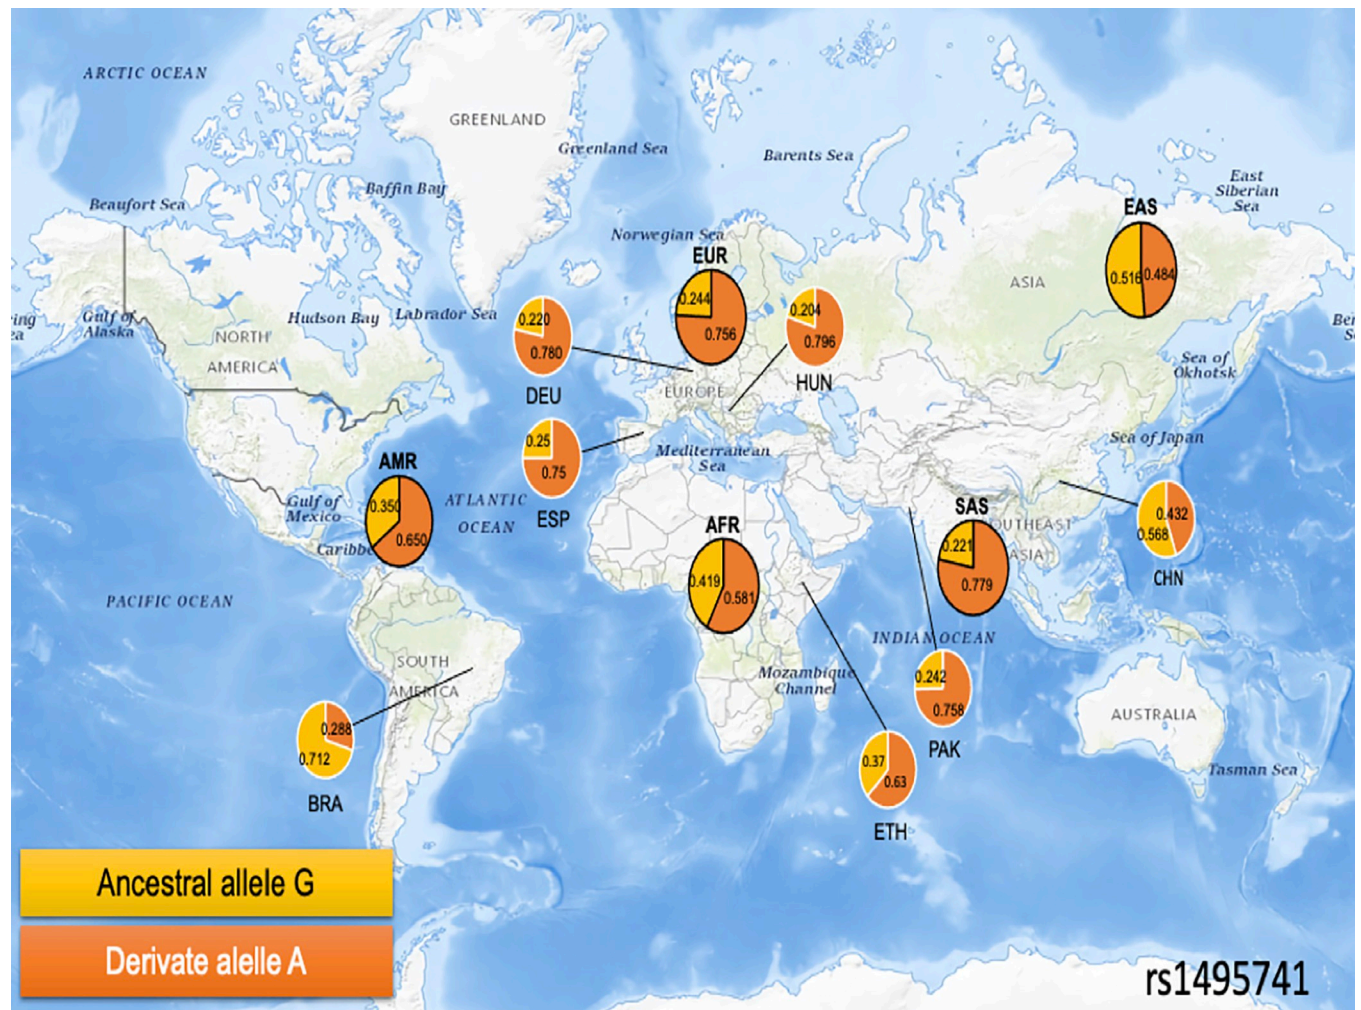 ARCTIC OCEAN
GREENLAND
Greenland Sea
Barents Sea
East
Siberian
Sea
Baffin Bay
Beaufort Sea
Norwegian Sea
EAS
0.516
0.484
EUR
0.244
0.756
ASIA
Gulf of
Alaska
Hudson Bay
Labrador Sea
0.220
0.780
DEU
0.204
0.796
HUN
NORTH
AMERICA
EUROPE
Sea of
Okhotsk
0.25
0.75
ESP
Mediterranean
Sea
Sea of Japan
AMR
0.350
0.650
Gulf of
Mexico
ATLANTIC
OCEAN
Caribbe
AFR
0.419
0.581
SAS
0.221
0.779
OUTHEAST
ASIA
0.432
0.568
CHN
PACIFIC OCEAN
INDIAN OCEAN
SOUTH
AMERICA
Mozambique
Channel
0.242
0.758
PAK
AUSTRALIA
0.288
0.712
BRA
0.37
0.63
ETH
Tasman Sea
Ancestral allele G
Derivate alelle A
rs1495741